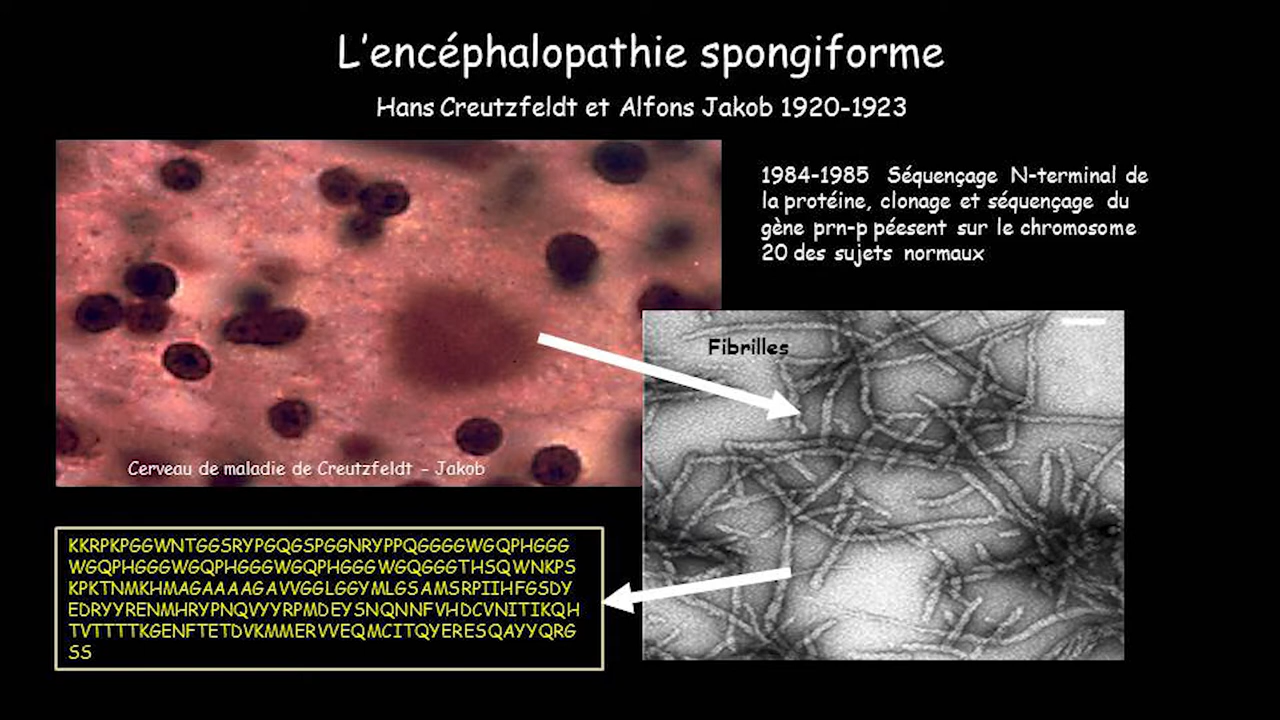 L'encéphalopathie spongiforme
Hans Creutzfeldt et Alfons Jakob 1920-1923
1984-1985 Séquençage N-terminal de
la protéine, clonage et séquençage du
gène prn-p péesent sur le chromosome
20 des sujets normaux
Fibrilles
Cerveau de maladie de Creutzfeldt - Jakob
KKRPKPGGWNTGGSRYPGQGSPGGNRYPPQGGGGWGQPHGGG
WGQPHGGGWGQPHGGGWGQPHGGGWGQGGGTHSQWNKPS
KPKTNMKHMAGAAAAGAVVGGLGGYMLGSAMSRPIIHFGSDY
EDRYYRENMHRYPNQVYYRPMDEYSNQNNFVHDCVNITIKQH
TVTTTTKGENFTETDVKMMERVVEQMCITQYERESQAYYQRG
SS